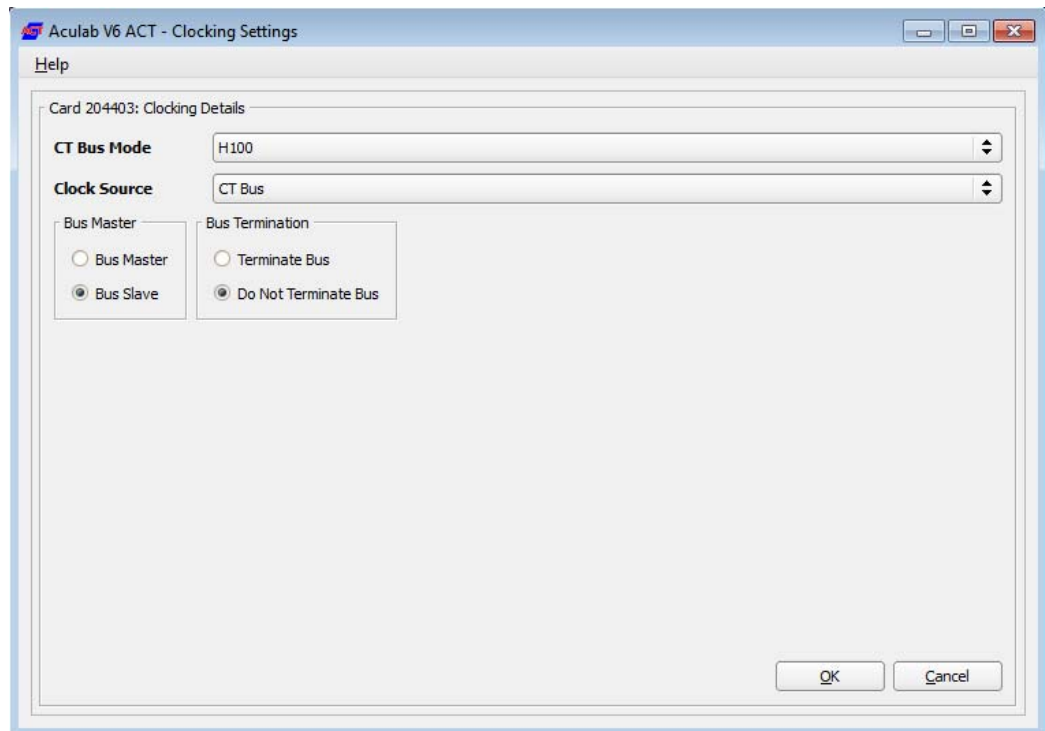 Aculab V6 ACT - Clocking Settings
Help
Card 204403: Clocking Details
CT Bus Mode H100
Clock Source CT Bus
Bus Master Bus Termination
Bus Master Terminate Bus
Bus Slave Do Not Terminate Bus
OK Cancel